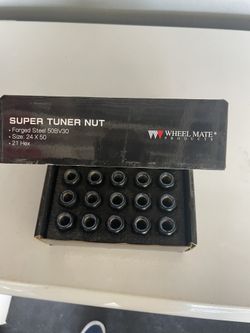 SUPER TUNER NUT
• Forged Steel 50BV30
• Size: 24 X 50
• 21 Hex
WHEEL MATE®
PRODUCTS